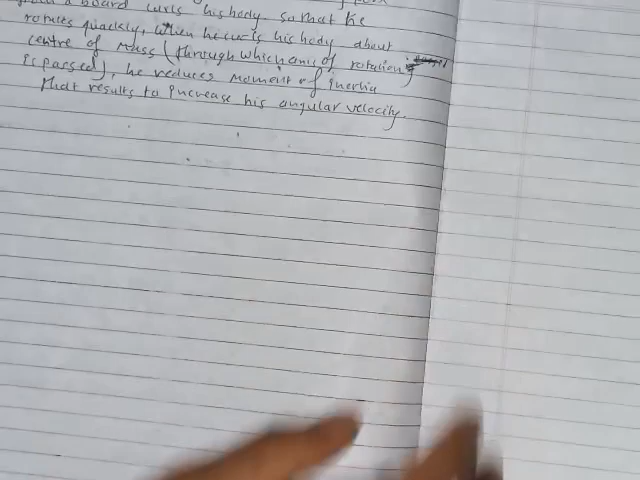 from a board curls his body so that he
rotates quickly, when he curls his body about
centre of mass (through which axis of rotation
is passed), he reduces moment of inertia
that results to increase his angular velocity.